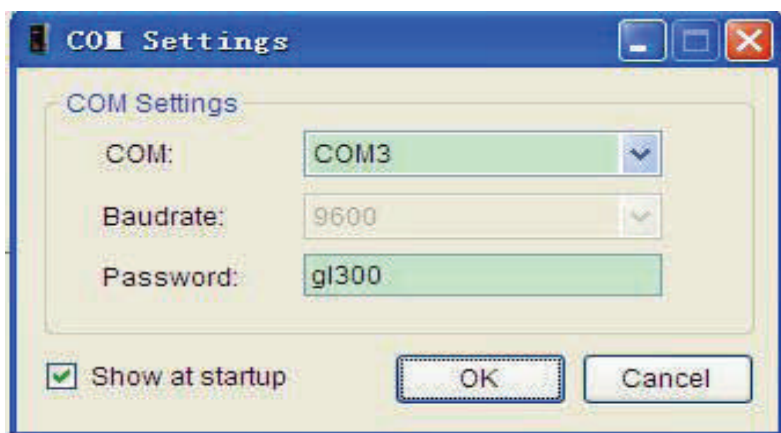 COM Settings
COM Settings
COM: COM3
Baudrate: 9600
Password: gl300
Show at startup OK Cancel